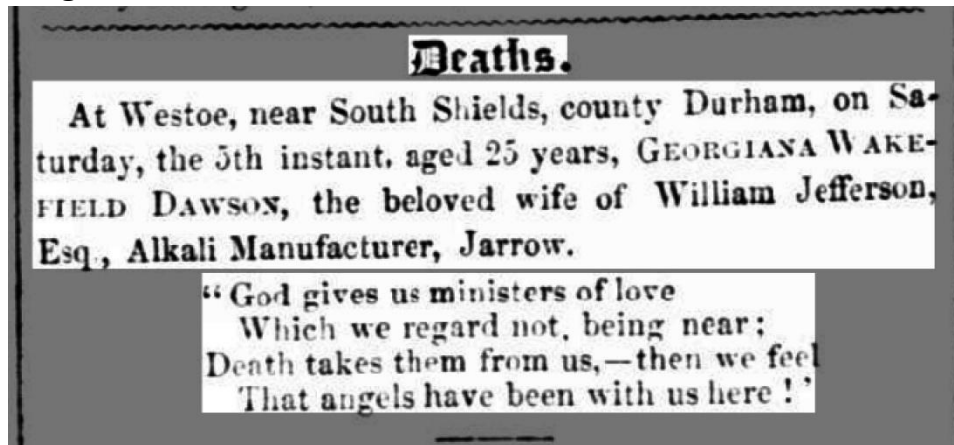 Deaths.
At Westoe, near South Shields, county Durham, on Sa-
turday, the 5th instant, aged 25 years, GEORGIANA WAKE-
FIELD DAWSON, the beloved wife of William Jefferson,
Esq., Alkali Manufacturer, Jarrow.
“God gives us ministers of love
Which we regard not, being near;
Death takes them from us,—then we feel
That angels have been with us here!’